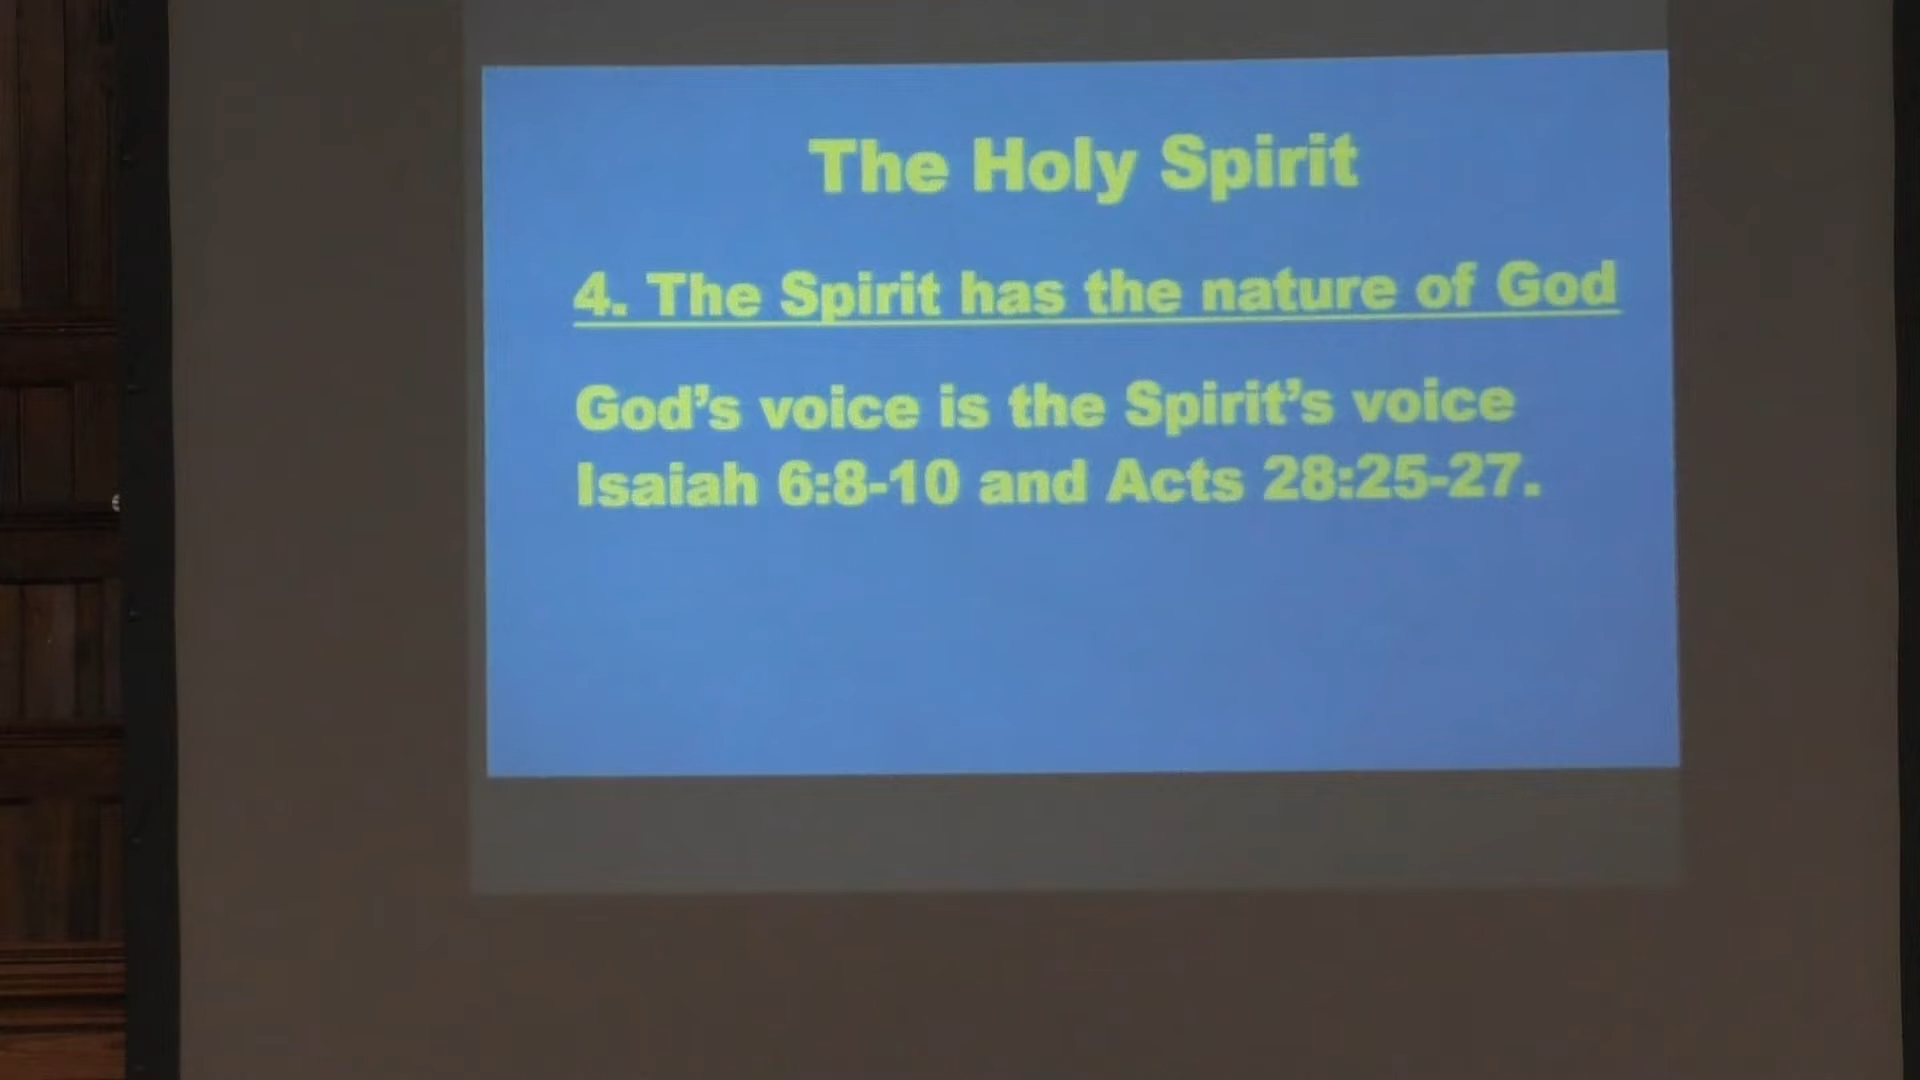 The Holy Spirit
4. The Spirit has the nature of God
God's voice is the Spirit's voice
Isaiah 6:8-10 and Acts 28:25-27.